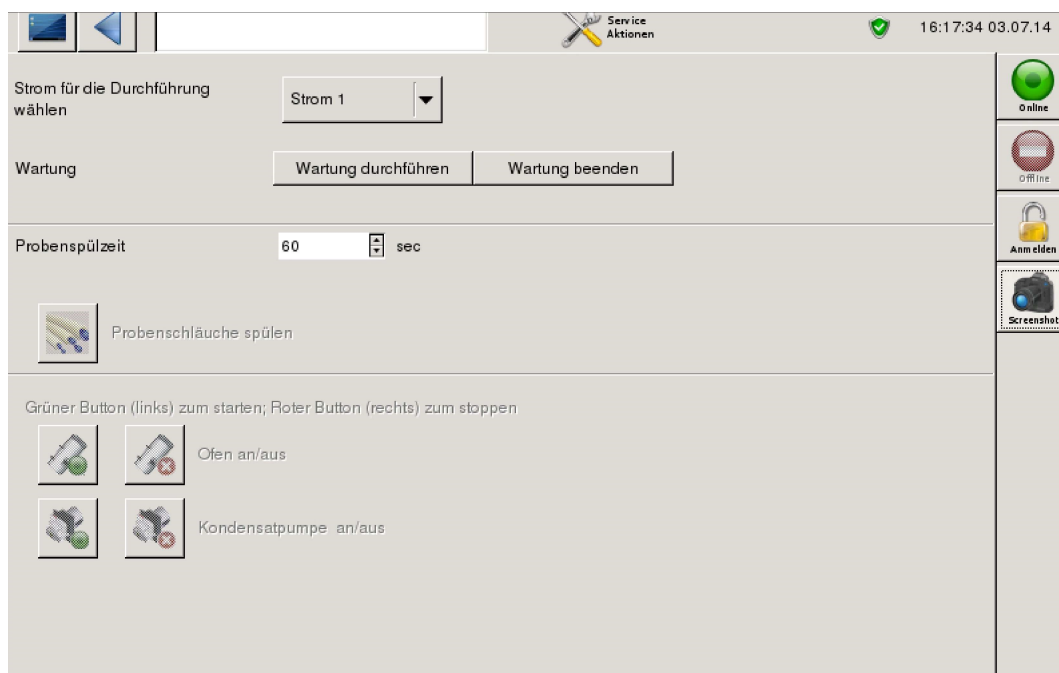 Service
Aktionen
16:17:34 03.07.14
Strom für die Durchführung
wählen
Strom 1
Online
Wartung
Wartung durchführen
Wartung beenden
Offline
Probenspülzeit
60
sec
Anmelden
Probenschläuche spülen
Screenshot
Grüner Button (links) zum starten; Roter Button (rechts) zum stoppen
Ofen an/aus
Kondensatpumpe an/aus